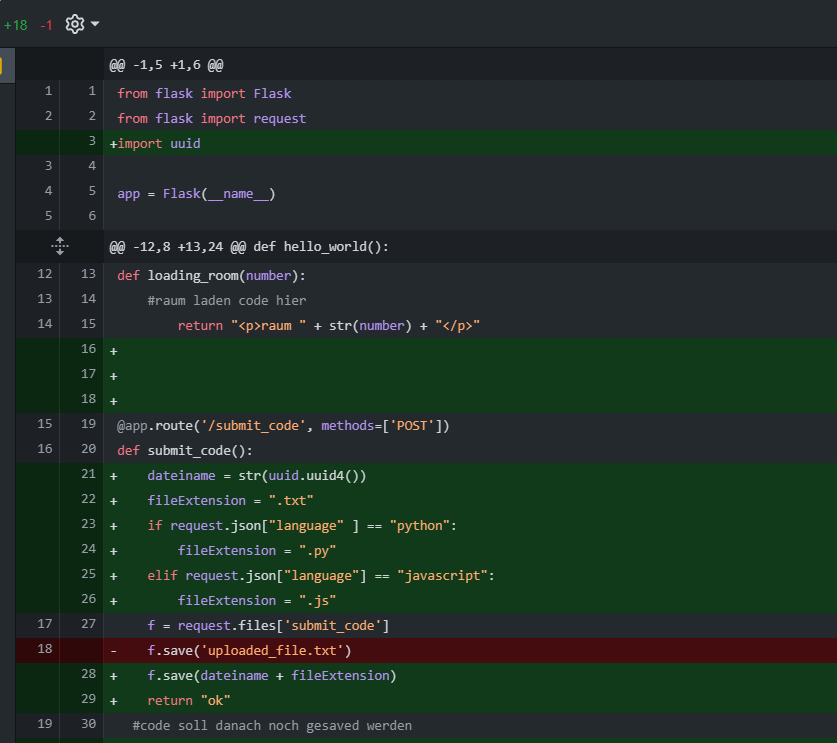 +18 -1
@@ -1,5 +1,6 @@
1 1 from flask import Flask
2 2 from flask import request
3 +import uuid
3 4
4 5 app = Flask(__name__)
5 6
@@ -12,8 +13,24 @@ def hello_world():
12 13 def loading_room(number):
13 14 #raum laden code hier
14 15 return "<p>raum " + str(number) + "</p>"
16 +
17 +
18 +
15 19 @app.route('/submit_code', methods=['POST'])
16 20 def submit_code():
21 + dateiname = str(uuid.uuid4())
22 + fileExtension = ".txt"
23 + if request.json["language" ] == "python":
24 + fileExtension = ".py"
25 + elif request.json["language"] == "javascript":
26 + fileExtension = ".js"
17 27 f = request.files['submit_code']
18 - f.save('uploaded_file.txt')
28 + f.save(dateiname + fileExtension)
29 + return "ok"
19 30 #code soll danach noch gesaved werden